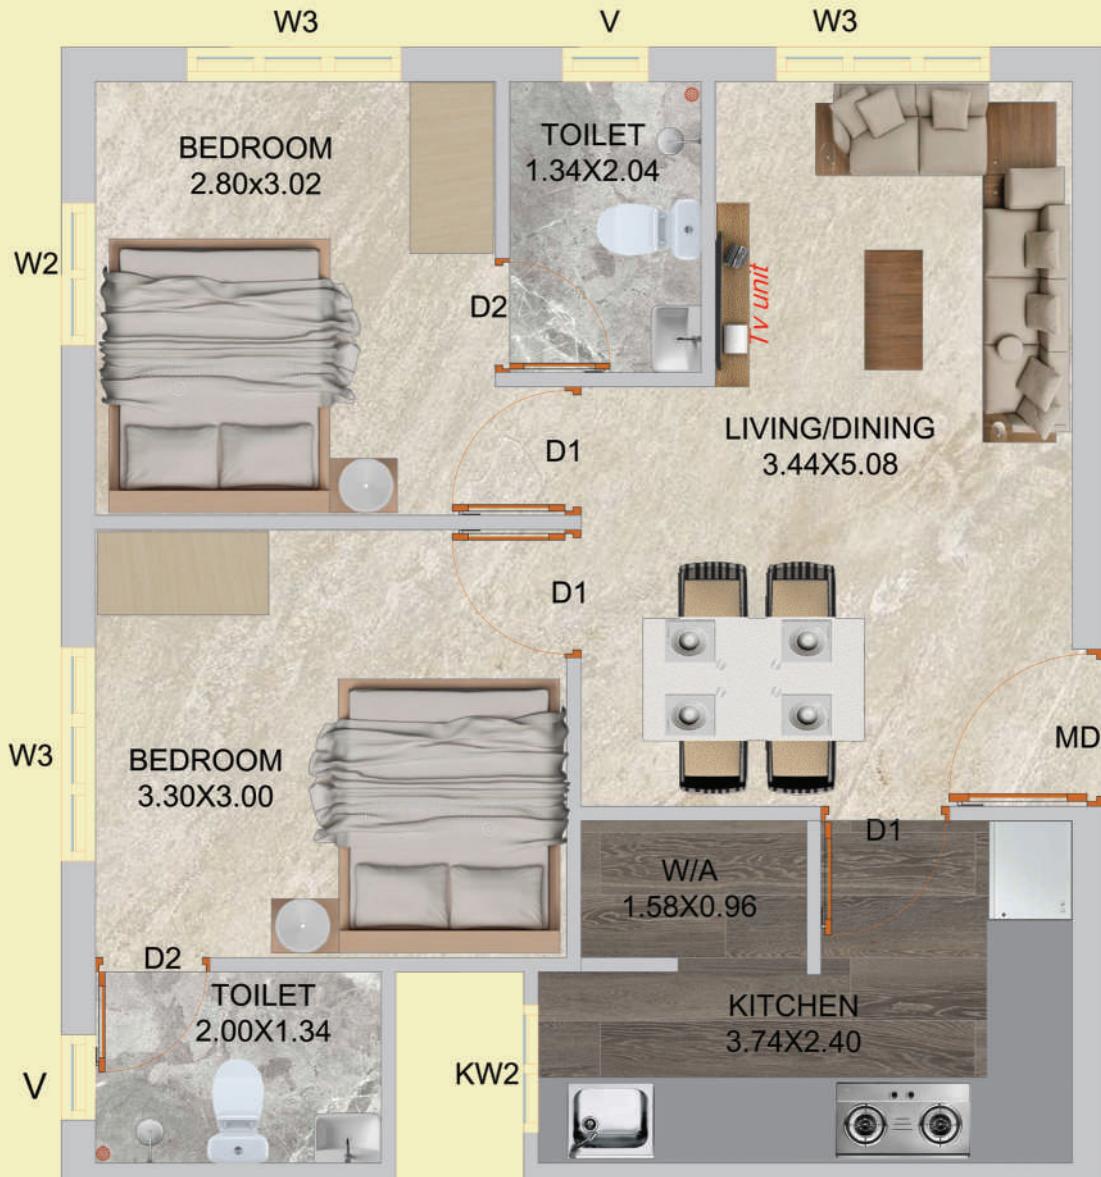 W3
V
W3
BEDROOM
2.80x3.02
TOILET
1.34X2.04
W2
D2
Tv unit
D1
LIVING/DINING
3.44X5.08
D1
W3
BEDROOM
3.30X3.00
MD
D1
W/A
1.58X0.96
D2
TOILET
2.00X1.34
KITCHEN
3.74X2.40
V
KW2